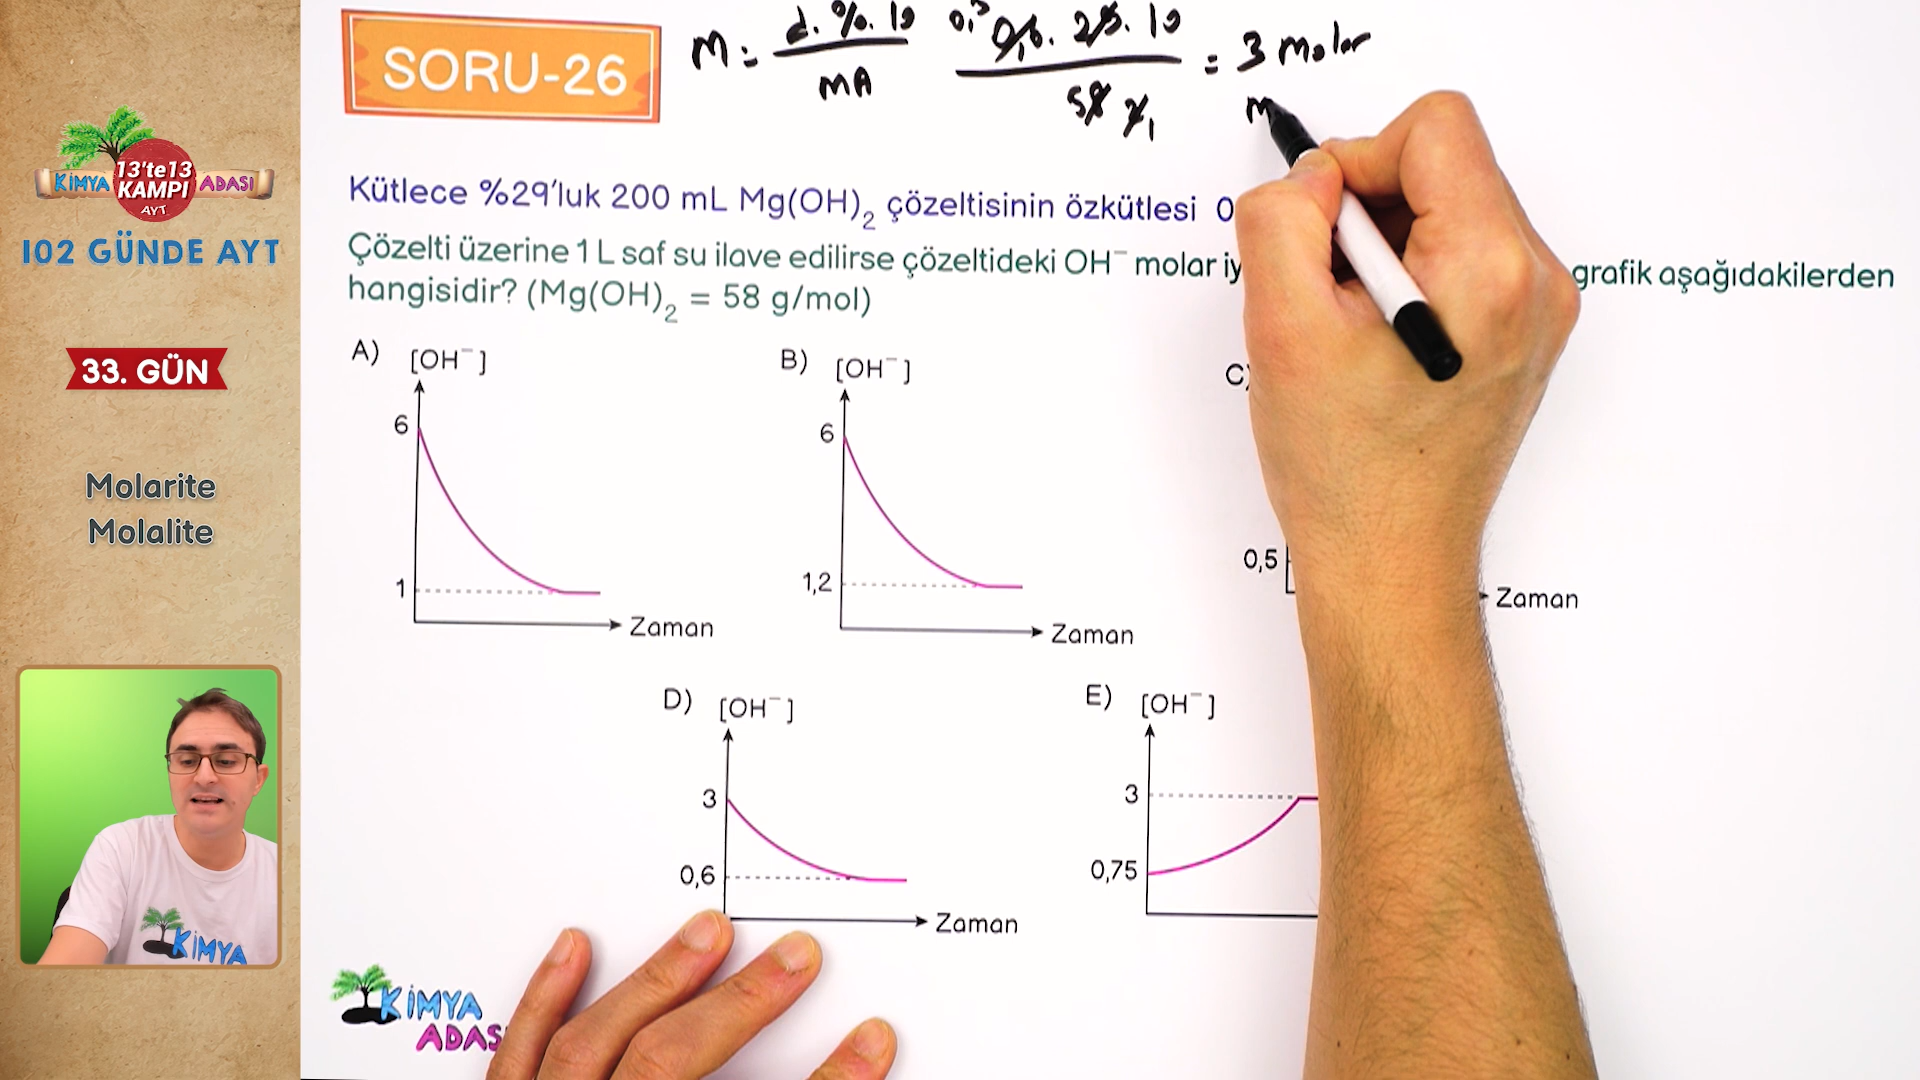 13'te13
KİMYA KAMPI ADASI
AYT
102 GÜNDE AYT
33. GÜN
Molarite
Molalite
KİMYA
SORU-26
M = d. %. 10 / MA
0,6. 29. 10 / 58 = 3 molar
Kütlece %29'luk 200 mL Mg(OH)₂ çözeltisinin özkütlesi 0
Çözelti üzerine 1 L saf su ilave edilirse çözeltideki OH⁻ molar iy grafik aşağıdakilerden
hangisidir? (Mg(OH)₂ = 58 g/mol)
A) [OH⁻]
6
1
Zaman
B) [OH⁻]
6
1,2
Zaman
C)
0,5
Zaman
D) [OH⁻]
3
0,6
Zaman
E) [OH⁻]
3
0,75
KİMYA
ADAS